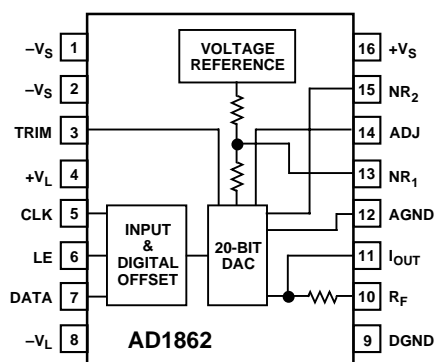 –VS 1
–VS 2
TRIM 3
+VL 4
CLK 5
LE 6
DATA 7
–VL 8
VOLTAGE
REFERENCE
INPUT
&
DIGITAL
OFFSET
20-BIT
DAC
AD1862
16 +VS
15 NR2
14 ADJ
13 NR1
12 AGND
11 IOUT
10 RF
9 DGND